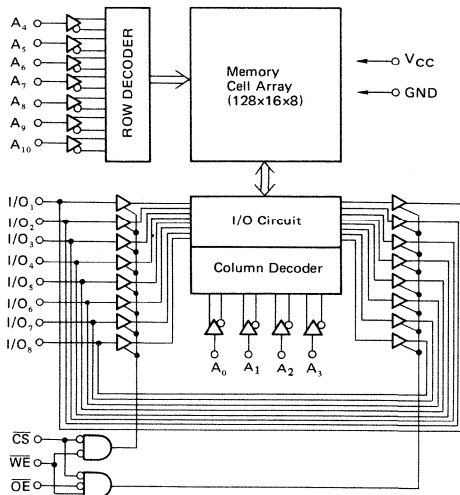 A4
A5
A6
A7
A8
A9
A10
ROW DECODER
Memory
Cell Array
(128x16x8)
VCC
GND
I/O1
I/O2
I/O3
I/O4
I/O5
I/O6
I/O7
I/O8
I/O Circuit
Column Decoder
A0 A1 A2 A3
CS
WE
OE